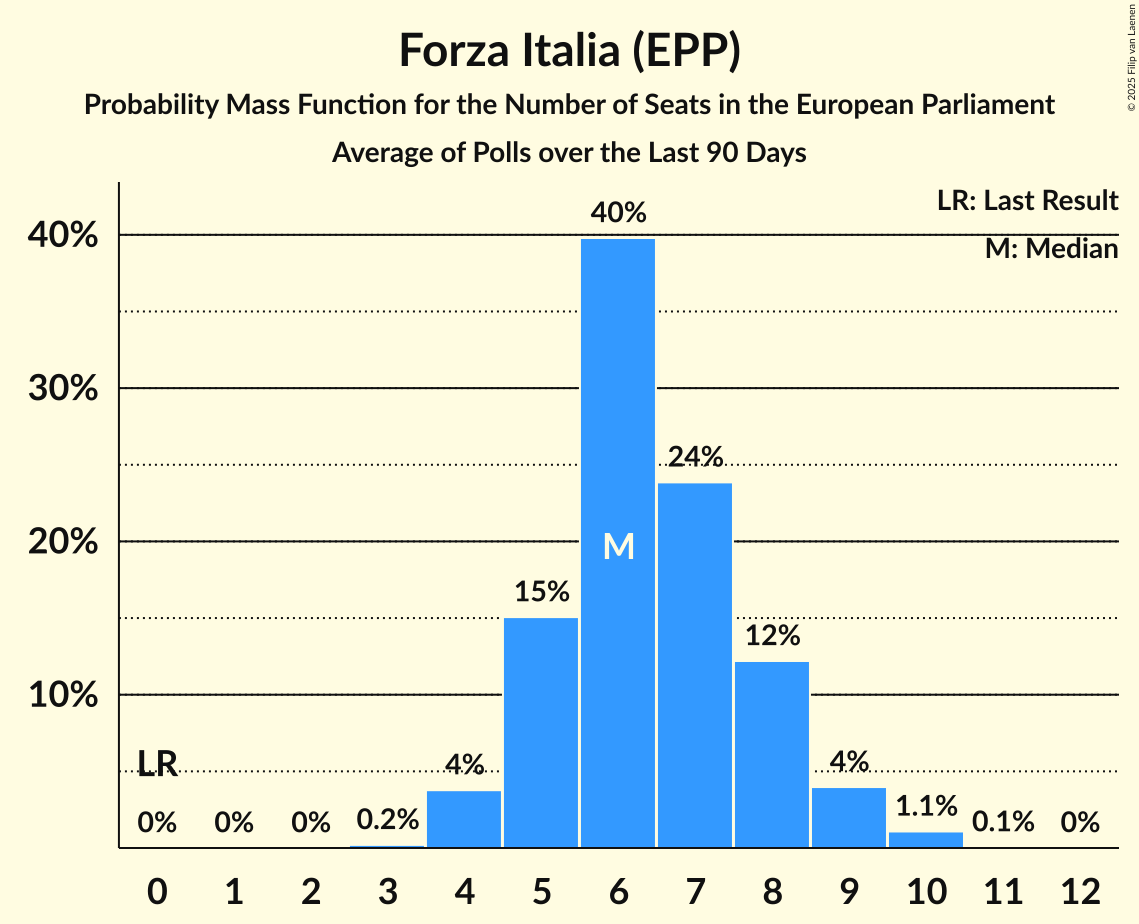 Forza Italia (EPP)
Probability Mass Function for the Number of Seats in the European Parliament
Average of Polls over the Last 90 Days
© 2025 Filip van Laenen
LR: Last Result
M: Median
40%
30%
20%
10%
40%
24%
15%
12%
4%
4%
1.1%
0.2%
0.1%
0%
0%
0%
0%
LR
M
0 1 2 3 4 5 6 7 8 9 10 11 12